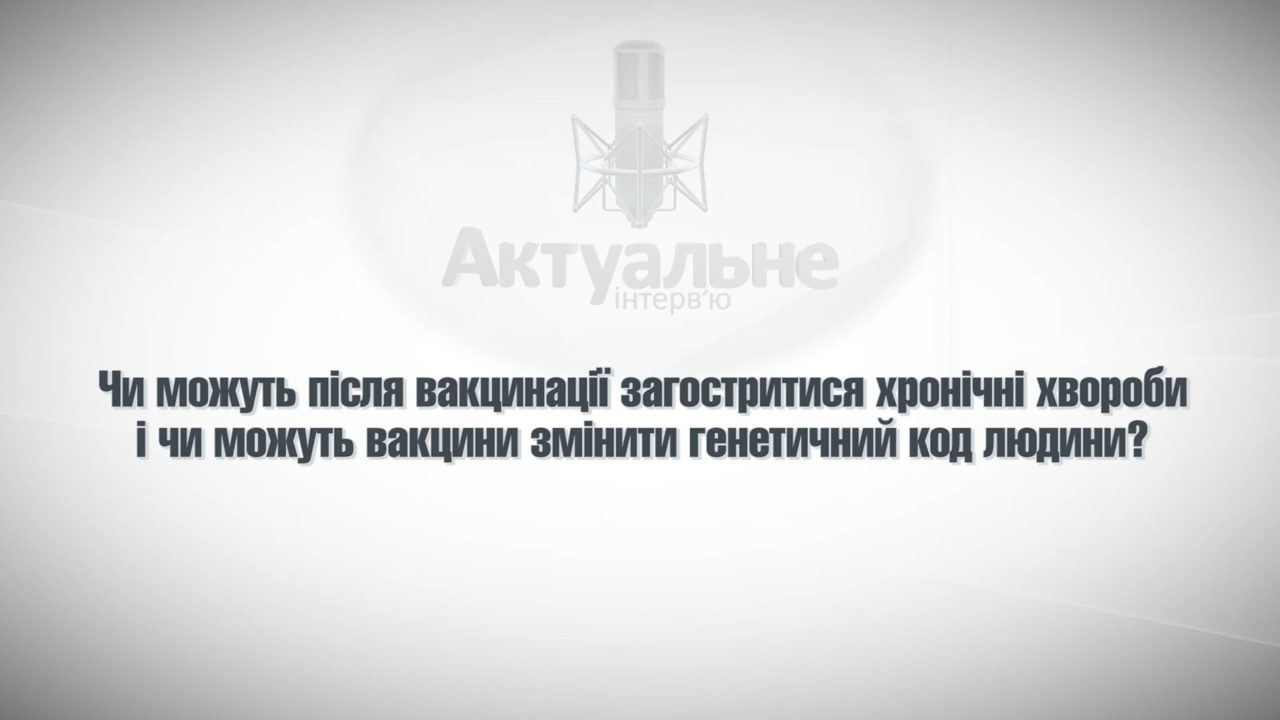 Актуальне
інтерв'ю
Чи можуть після вакцинації загостритися хронічні хвороби
і чи можуть вакцини змінити генетичний код людини?